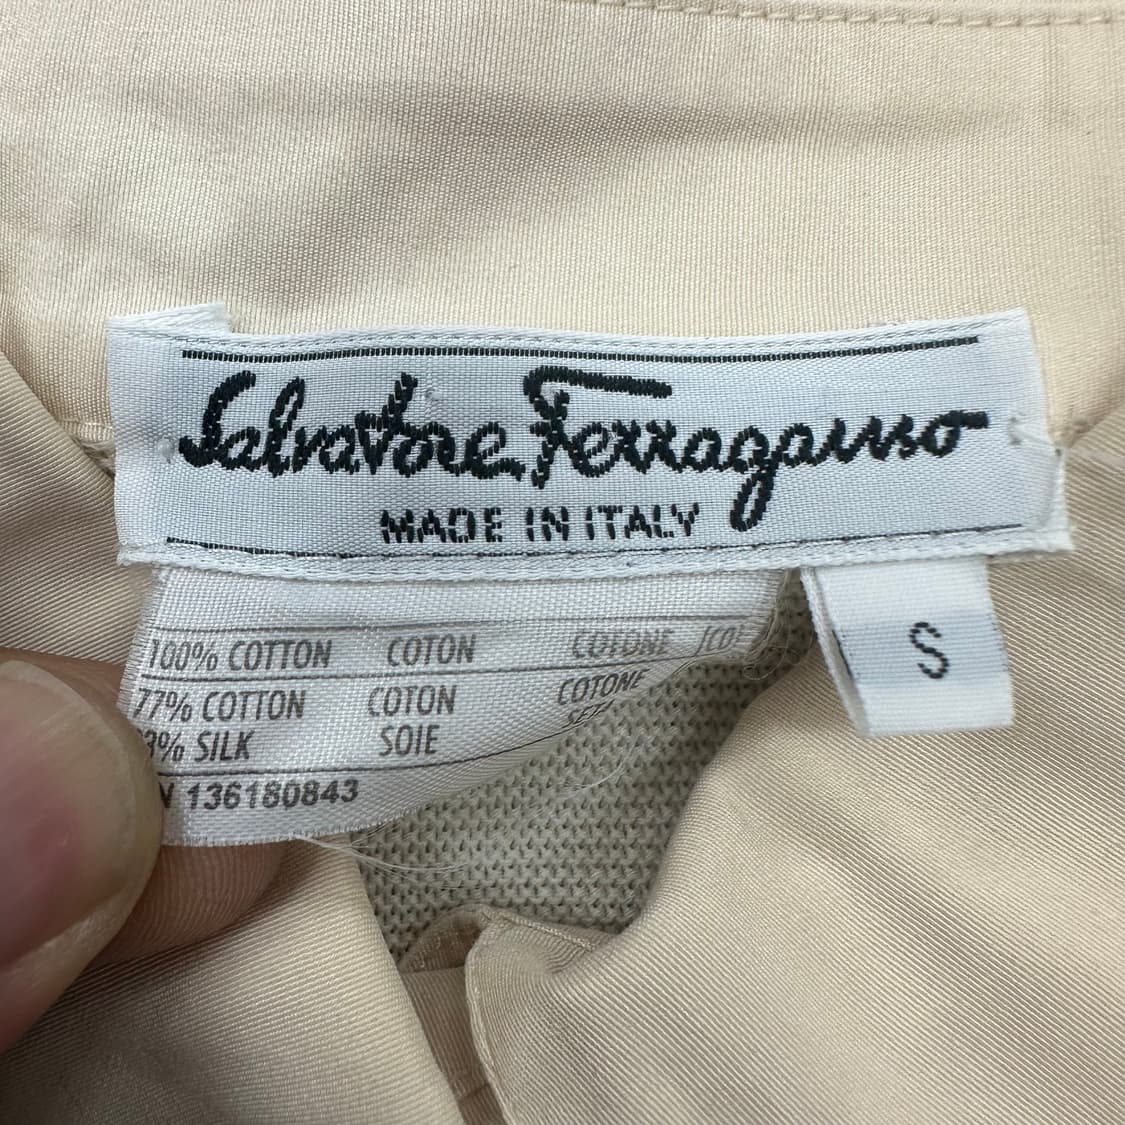 Salvatore Ferragamo
MADE IN ITALY
S
100% COTTON COTON COTONE
77% COTTON COTON COTONE
% SILK SOIE
136180843